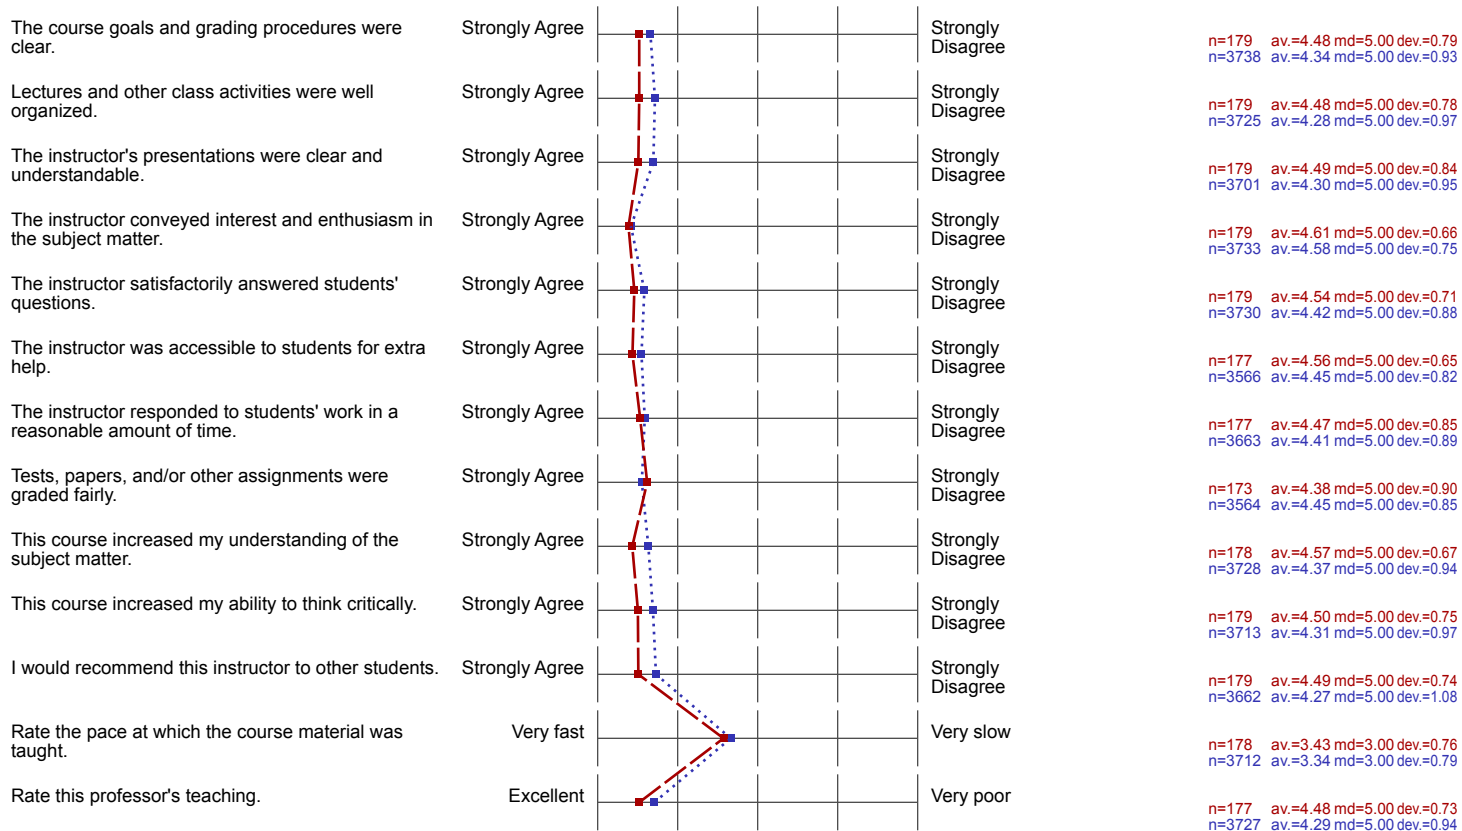 The course goals and grading procedures were
clear.
Strongly Agree
Strongly
Disagree
n=179 av.=4.48 md=5.00 dev.=0.79
n=3738 av.=4.34 md=5.00 dev.=0.93
Lectures and other class activities were well
organized.
Strongly Agree
Strongly
Disagree
n=179 av.=4.48 md=5.00 dev.=0.78
n=3725 av.=4.28 md=5.00 dev.=0.97
The instructor's presentations were clear and
understandable.
Strongly Agree
Strongly
Disagree
n=179 av.=4.49 md=5.00 dev.=0.84
n=3701 av.=4.30 md=5.00 dev.=0.95
The instructor conveyed interest and enthusiasm in
the subject matter.
Strongly Agree
Strongly
Disagree
n=179 av.=4.61 md=5.00 dev.=0.66
n=3733 av.=4.58 md=5.00 dev.=0.75
The instructor satisfactorily answered students'
questions.
Strongly Agree
Strongly
Disagree
n=179 av.=4.54 md=5.00 dev.=0.71
n=3730 av.=4.42 md=5.00 dev.=0.88
The instructor was accessible to students for extra
help.
Strongly Agree
Strongly
Disagree
n=177 av.=4.56 md=5.00 dev.=0.65
n=3566 av.=4.45 md=5.00 dev.=0.82
The instructor responded to students' work in a
reasonable amount of time.
Strongly Agree
Strongly
Disagree
n=177 av.=4.47 md=5.00 dev.=0.85
n=3663 av.=4.41 md=5.00 dev.=0.89
Tests, papers, and/or other assignments were
graded fairly.
Strongly Agree
Strongly
Disagree
n=173 av.=4.38 md=5.00 dev.=0.90
n=3564 av.=4.45 md=5.00 dev.=0.85
This course increased my understanding of the
subject matter.
Strongly Agree
Strongly
Disagree
n=178 av.=4.57 md=5.00 dev.=0.67
n=3728 av.=4.37 md=5.00 dev.=0.94
This course increased my ability to think critically.
Strongly Agree
Strongly
Disagree
n=179 av.=4.50 md=5.00 dev.=0.75
n=3713 av.=4.31 md=5.00 dev.=0.97
I would recommend this instructor to other students.
Strongly Agree
Strongly
Disagree
n=179 av.=4.49 md=5.00 dev.=0.74
n=3662 av.=4.27 md=5.00 dev.=1.08
Rate the pace at which the course material was
taught.
Very fast
Very slow
n=178 av.=3.43 md=3.00 dev.=0.76
n=3712 av.=3.34 md=3.00 dev.=0.79
Rate this professor's teaching.
Excellent
Very poor
n=177 av.=4.48 md=5.00 dev.=0.73
n=3727 av.=4.29 md=5.00 dev.=0.94